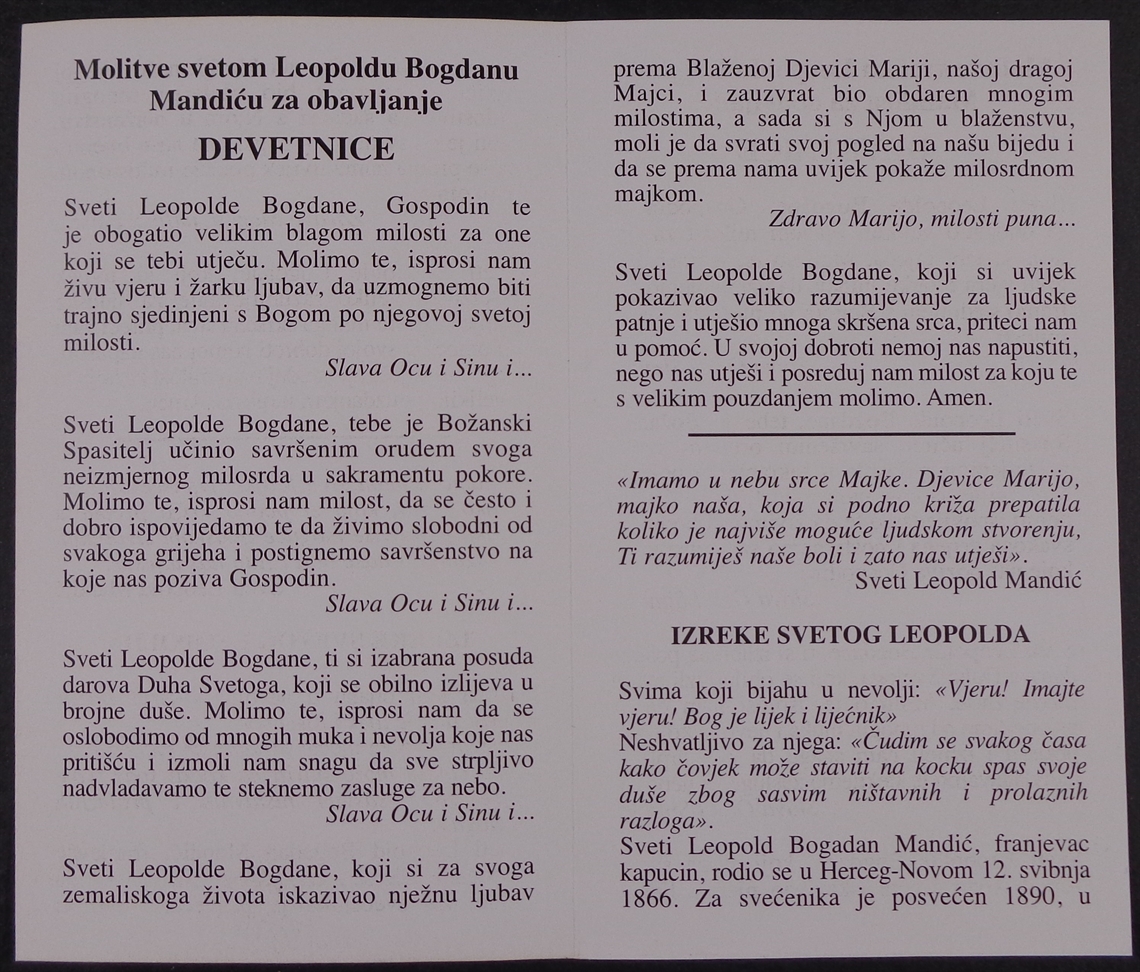 Molitve svetom Leopoldu Bogdanu
Mandiću za obavljanje
DEVETNICE
Sveti Leopolde Bogdane, Gospodin te
je obogatio velikim blagom milosti za one
koji se tebi utječu. Molimo te, isprosi nam
živu vjeru i žarku ljubav, da uzmognemo biti
trajno sjedinjeni s Bogom po njegovoj svetoj
milosti.
Slava Ocu i Sinu i...
Sveti Leopolde Bogdane, tebe je Božanski
Spasitelj učinio savršenim orudem svoga
neizmjernog milosrda u sakramentu pokore.
Molimo te, isprosi nam milost, da se često i
dobro ispovijedamo te da živimo slobodni od
svakoga grijeha i postignemo savršenstvo na
koje nas poziva Gospodin.
Slava Ocu i Sinu i...
Sveti Leopolde Bogdane, ti si izabrana posuda
darova Duha Svetoga, koji se obilno izlijeva u
brojne duše. Molimo te, isprosi nam da se
oslobodimo od mnogih muka i nevolja koje nas
pritišću i izmoli nam snagu da sve strpljivo
nadvladavamo te steknemo zasluge za nebo.
Slava Ocu i Sinu i...
Sveti Leopolde Bogdane, koji si za svoga
zemaliskoga života iskazivao nježnu ljubav
prema Blaženoj Djevici Mariji, našoj dragoj
Majci, i zauzvrat bio obdaren mnogim
milostima, a sada si s Njom u blaženstvu,
moli je da svrati svoj pogled na našu bijedu i
da se prema nama uvijek pokaže milosrdnom
majkom.
Zdravo Marijo, milosti puna...
Sveti Leopolde Bogdane, koji si uvijek
pokazivao veliko razumijevanje za ljudske
patnje i utješio mnoga skršena srca, priteci nam
u pomoć. U svojoj dobroti nemoj nas napustiti,
nego nas utješi i posreduj nam milost za koju te
s velikim pouzdanjem molimo. Amen.
«Imamo u nebu srce Majke. Djevice Marijo,
majko naša, koja si podno križa prepatila
koliko je najviše moguće ljudskom stvorenju,
Ti razumiješ naše boli i zato nas utješi».
Sveti Leopold Mandić
IZREKE SVETOG LEOPOLDA
Svima koji bijahu u nevolji: «Vjeru! Imajte
vjeru! Bog je lijek i lijećnik»
Neshvatljivo za njega: «Čudim se svakog časa
kako čovjek može staviti na kocku spas svoje
duše zbog sasvim ništavnih i prolaznih
razloga».
Sveti Leopold Bogadan Mandić, franjevac
kapucin, rodio se u Herceg-Novom 12. svibnja
1866. Za svećenika je posvećen 1890, u